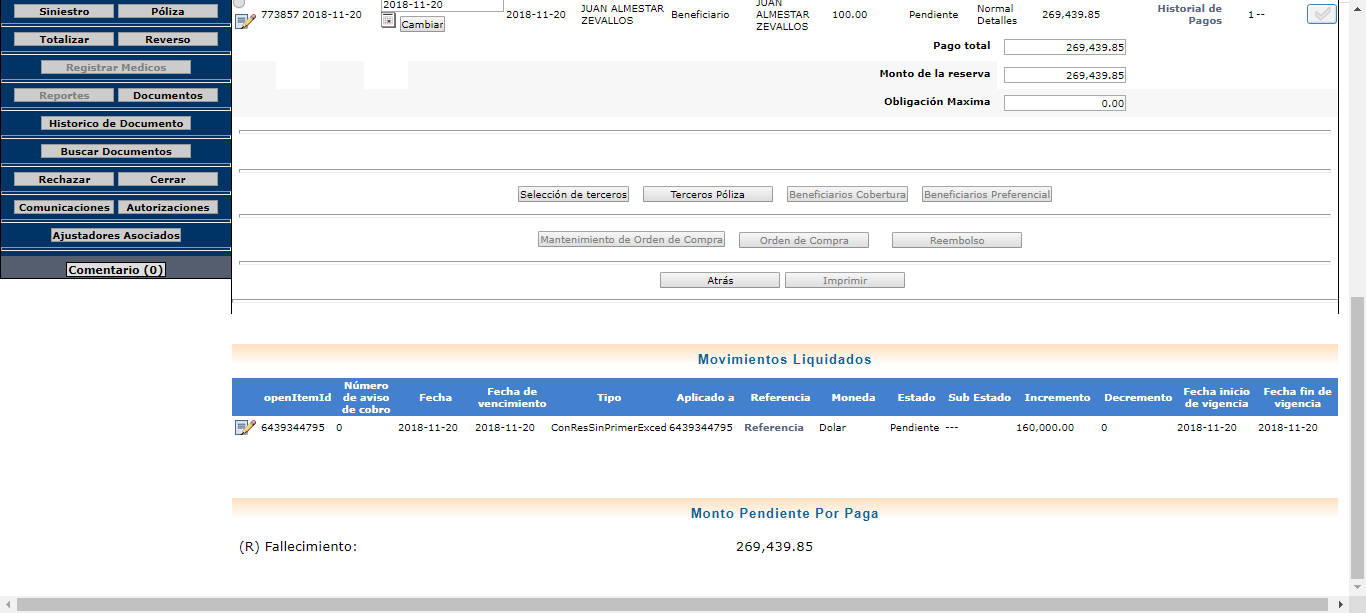 Siniestro Póliza
Totalizar Reverso
Registrar Medicos
Reportes Documentos
Historico de Documento
Buscar Documentos
Rechazar Cerrar
Comunicaciones Autorizaciones
Ajustadores Asociados
Comentario (0)
773857 2018-11-20
2018-11-20
Cambiar
2018-11-20
JUAN ALMESTAR
ZEVALLOS
Beneficiario
JUAN
ALMESTAR
ZEVALLOS
100.00
Pendiente
Normal
Detalles
269,439.85
Historial de
Pagos
1 --
Pago total 269,439.85
Monto de la reserva 269,439.85
Obligación Maxima 0.00
Selección de terceros Terceros Póliza Beneficiarios Cobertura Beneficiarios Preferencial
Mantenimiento de Orden de Compra Orden de Compra Reembolso
Atrás Imprimir
Movimientos Liquidados
openItemId
Número
de aviso
de cobro
Fecha
Fecha de
vencimiento
Tipo
Aplicado a
Referencia
Moneda
Estado
Sub Estado
Incremento
Decremento
Fecha inicio
de vigencia
Fecha fin de
vigencia
6439344795 0 2018-11-20 2018-11-20 ConResSinPrimerExced 6439344795 Referencia Dolar Pendiente --- 160,000.00 0 2018-11-20 2018-11-20
Monto Pendiente Por Paga
(R) Fallecimiento: 269,439.85